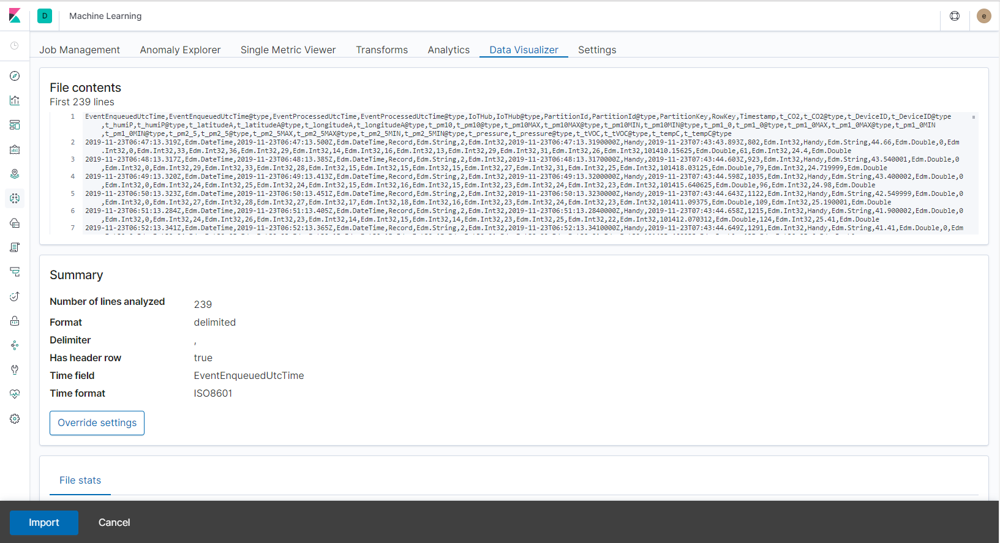 D
Machine Learning
e
Job Management
Anomaly Explorer
Single Metric Viewer
Transforms
Analytics
Data Visualizer
Settings
File contents
First 239 lines
1 EventEnqueuedUtcTime,EventEnqueuedUtcTime@type,EventProcessedUtcTime,EventProcessedUtcTime@type,IoTHub,IoTHub@type,PartitionId,PartitionId@type,PartitionKey,RowKey,Timestamp,t_CO2,t_CO2@type,t_DeviceID,t_DeviceID@type
,t_humiP,t_humiP@type,t_latitudeA,t_latitudeA@type,t_longitudeA,t_longitudeA@type,t_pm10,t_pm10@type,t_pm10MAX,t_pm10MAX@type,t_pm10MIN,t_pm10MIN@type,t_pm1_0,t_pm1_0@type,t_pm1_0MAX,t_pm1_0MAX@type,t_pm1_0MIN
,t_pm1_0MIN@type,t_pm2_5,t_pm2_5@type,t_pm2_5MAX,t_pm2_5MAX@type,t_pm2_5MIN,t_pm2_5MIN@type,t_pressure,t_pressure@type,t_tVOC,t_tVOC@type,t_tempC,t_tempC@type
2 2019-11-23T06:47:13.319Z,Edm.DateTime,2019-11-23T06:47:13.500Z,Edm.DateTime,Record,Edm.String,2,Edm.Int32,2019-11-23T06:47:13.3190000Z,Handy,2019-11-23T07:43:43.893Z,802,Edm.Int32,Handy,Edm.String,44.66,Edm.Double,0,Edm
.Int32,0,Edm.Int32,33,Edm.Int32,36,Edm.Int32,29,Edm.Int32,14,Edm.Int32,16,Edm.Int32,13,Edm.Int32,29,Edm.Int32,31,Edm.Int32,26,Edm.Int32,101410.15625,Edm.Double,61,Edm.Int32,24.4,Edm.Double
3 2019-11-23T06:48:13.317Z,Edm.DateTime,2019-11-23T06:48:13.385Z,Edm.DateTime,Record,Edm.String,2,Edm.Int32,2019-11-23T06:48:13.3170000Z,Handy,2019-11-23T07:43:44.603Z,923,Edm.Int32,Handy,Edm.String,43.540001,Edm.Double,0
,Edm.Int32,0,Edm.Int32,29,Edm.Int32,33,Edm.Int32,28,Edm.Int32,15,Edm.Int32,15,Edm.Int32,15,Edm.Int32,27,Edm.Int32,31,Edm.Int32,25,Edm.Int32,101418.03125,Edm.Double,79,Edm.Int32,24.719999,Edm.Double
4 2019-11-23T06:49:13.320Z,Edm.DateTime,2019-11-23T06:49:13.413Z,Edm.DateTime,Record,Edm.String,2,Edm.Int32,2019-11-23T06:49:13.3200000Z,Handy,2019-11-23T07:43:44.598Z,1035,Edm.Int32,Handy,Edm.String,43.400002,Edm.Double,0
,Edm.Int32,0,Edm.Int32,24,Edm.Int32,25,Edm.Int32,24,Edm.Int32,15,Edm.Int32,16,Edm.Int32,15,Edm.Int32,23,Edm.Int32,24,Edm.Int32,23,Edm.Int32,101415.640625,Edm.Double,96,Edm.Int32,24.98,Edm.Double
5 2019-11-23T06:50:13.323Z,Edm.DateTime,2019-11-23T06:50:13.451Z,Edm.DateTime,Record,Edm.String,2,Edm.Int32,2019-11-23T06:50:13.3230000Z,Handy,2019-11-23T07:43:44.643Z,1122,Edm.Int32,Handy,Edm.String,42.549999,Edm.Double,0
,Edm.Int32,0,Edm.Int32,27,Edm.Int32,28,Edm.Int32,27,Edm.Int32,17,Edm.Int32,18,Edm.Int32,16,Edm.Int32,23,Edm.Int32,24,Edm.Int32,23,Edm.Int32,101411.09375,Edm.Double,109,Edm.Int32,25.190001,Edm.Double
6 2019-11-23T06:51:13.284Z,Edm.DateTime,2019-11-23T06:51:13.405Z,Edm.DateTime,Record,Edm.String,2,Edm.Int32,2019-11-23T06:51:13.2840000Z,Handy,2019-11-23T07:43:44.658Z,1215,Edm.Int32,Handy,Edm.String,41.900002,Edm.Double,0
,Edm.Int32,0,Edm.Int32,24,Edm.Int32,26,Edm.Int32,23,Edm.Int32,14,Edm.Int32,15,Edm.Int32,14,Edm.Int32,23,Edm.Int32,25,Edm.Int32,22,Edm.Int32,101412.070312,Edm.Double,124,Edm.Int32,25.41,Edm.Double
7 2019-11-23T06:52:13.341Z,Edm.DateTime,2019-11-23T06:52:13.365Z,Edm.DateTime,Record,Edm.String,2,Edm.Int32,2019-11-23T06:52:13.3410000Z,Handy,2019-11-23T07:43:44.649Z,1291,Edm.Int32,Handy,Edm.String,41.41,Edm.Double,0,Edm
Summary
Number of lines analyzed 239
Format delimited
Delimiter ,
Has header row true
Time field EventEnqueuedUtcTime
Time format ISO8601
Override settings
File stats
Import
Cancel